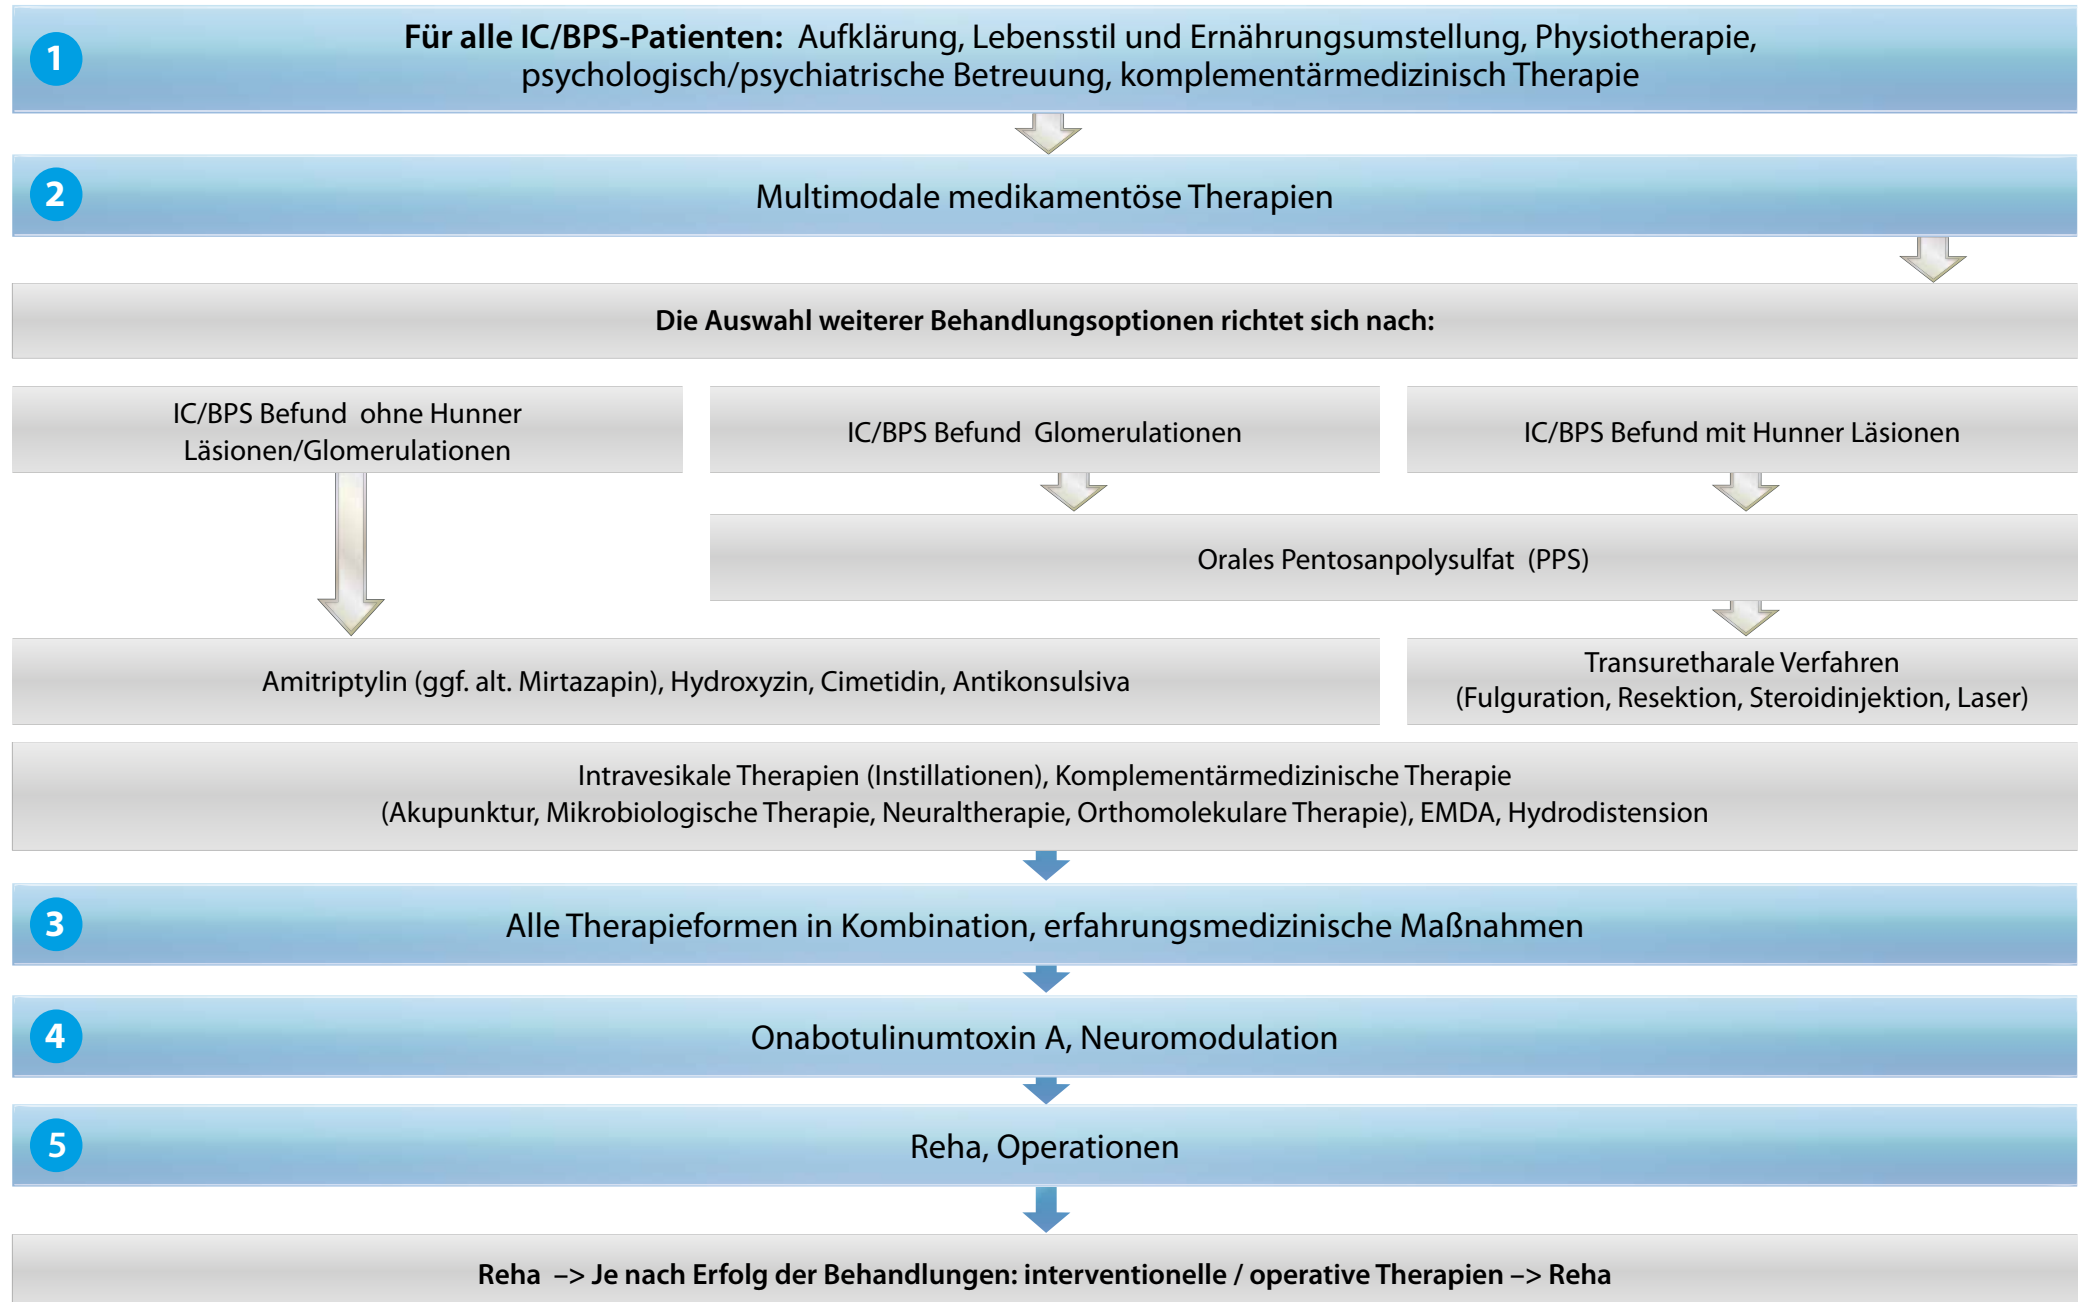 1
Für alle IC/BPS-Patienten: Aufklärung, Lebensstil und Ernährungsumstellung, Physiotherapie,
psychologisch/psychiatrische Betreuung, komplementärmedizinisch Therapie
2
Multimodale medikamentöse Therapien
Die Auswahl weiterer Behandlungsoptionen richtet sich nach:
IC/BPS Befund ohne Hunner
Läsionen/Glomerulationen
IC/BPS Befund Glomerulationen
IC/BPS Befund mit Hunner Läsionen
Orales Pentosanpolysulfat (PPS)
Amitriptylin (ggf. alt. Mirtazapin), Hydroxyzin, Cimetidin, Antikonsulsiva
Transuretharale Verfahren
(Fulguration, Resektion, Steroidinjektion, Laser)
Intravesikale Therapien (Instillationen), Komplementärmedizinische Therapie
(Akupunktur, Mikrobiologische Therapie, Neuraltherapie, Orthomolekulare Therapie), EMDA, Hydrodistension
3
Alle Therapieformen in Kombination, erfahrungsmedizinische Maßnahmen
4
Onabotulinumtoxin A, Neuromodulation
5
Reha, Operationen
Reha –> Je nach Erfolg der Behandlungen: interventionelle / operative Therapien –> Reha